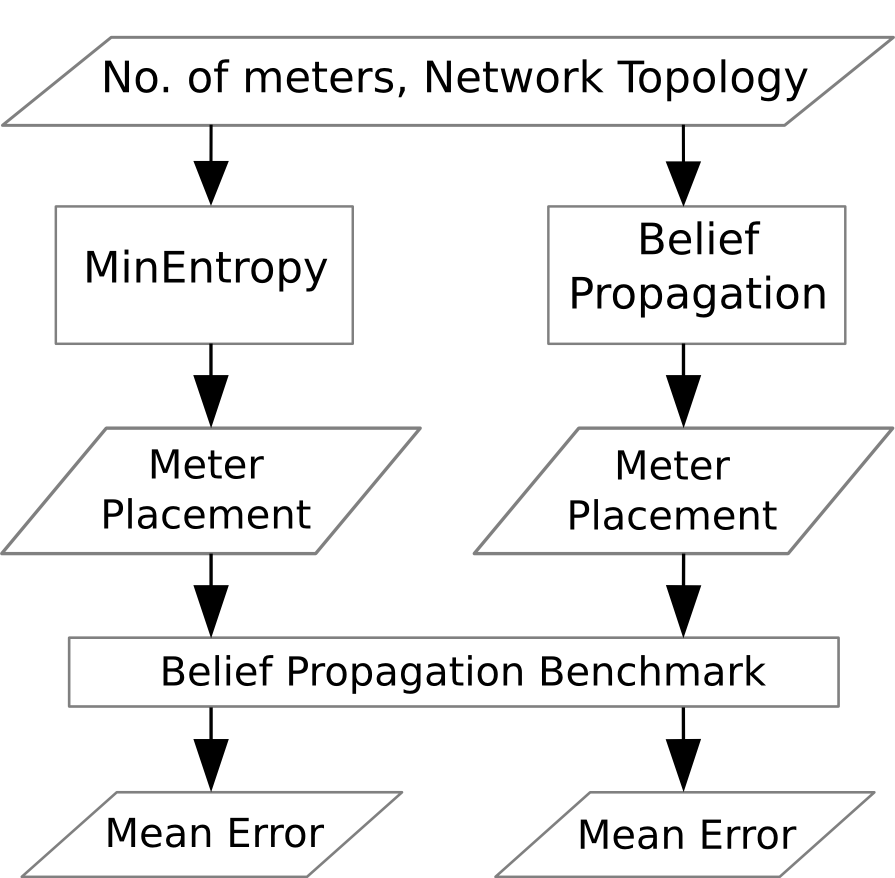 No. of meters, Network Topology
MinEntropy
Belief
Propagation
Meter
Placement
Meter
Placement
Belief Propagation Benchmark
Mean Error
Mean Error